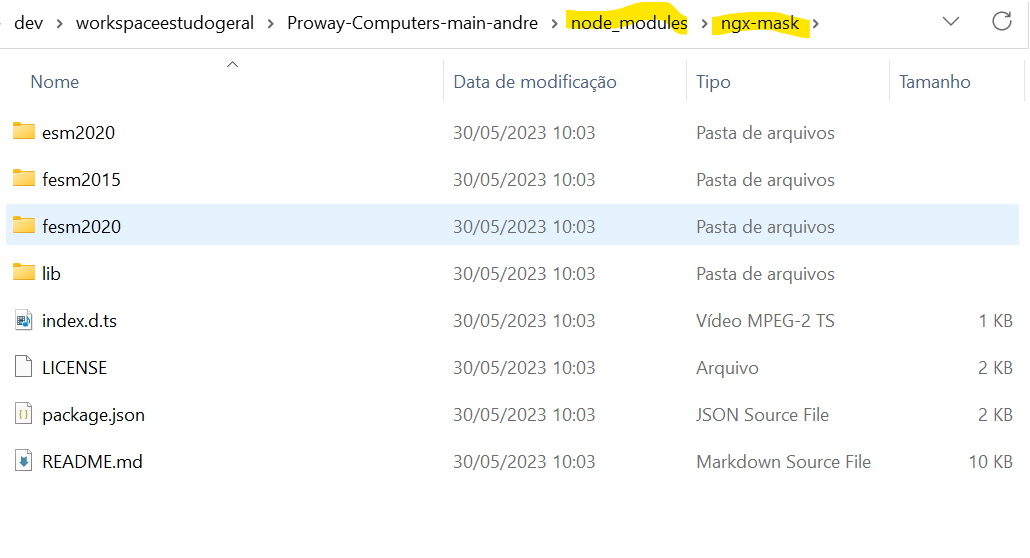 dev > workspaceestudogeral > Proway-Computers-main-andre > node_modules > ngx-mask >
Nome Data de modificação Tipo Tamanho
esm2020 30/05/2023 10:03 Pasta de arquivos
fesm2015 30/05/2023 10:03 Pasta de arquivos
fesm2020 30/05/2023 10:03 Pasta de arquivos
lib 30/05/2023 10:03 Pasta de arquivos
index.d.ts 30/05/2023 10:03 Vídeo MPEG-2 TS 1 KB
LICENSE 30/05/2023 10:03 Arquivo 2 KB
package.json 30/05/2023 10:03 JSON Source File 2 KB
README.md 30/05/2023 10:03 Markdown Source File 10 KB